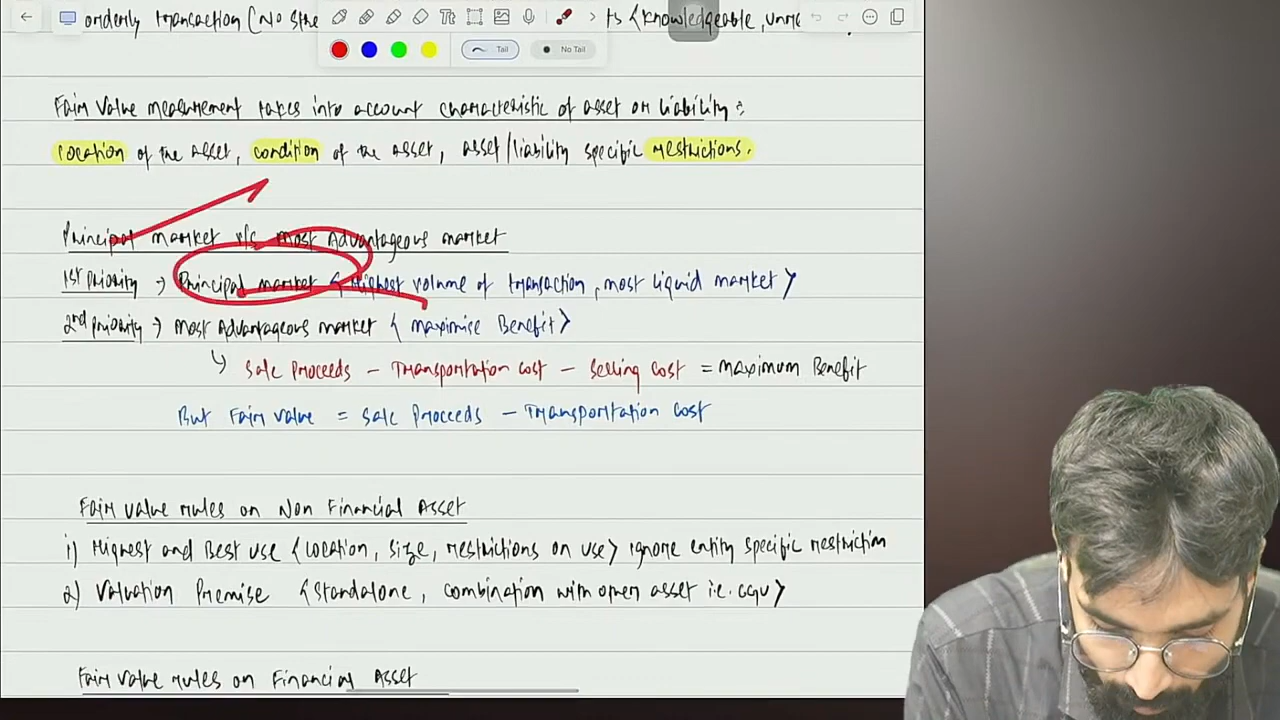 orderly transaction (No
Tail
No Tail
Fair Value measurement takes into account characteristic of asset or liability :
location of the asset, condition of the asset, asset/liability specific restrictions.
Principal market v/s most Advantageous market
1st Priority → Principal market { Highest volume of transaction, most liquid market }
2nd Priority → most Advantageous market { maximise Benefit }
↳ Sale Proceeds - Transportation cost - Selling cost = maximum Benefit
But Fair value = Sale Proceeds - Transportation cost
Fair value rules on Non Financial Asset
1) Highest and Best use { location, size, restrictions on use } ignore entity specific restriction
2) Valuation Premise { standalone, combination with other asset i.e. CGU }
Fair value rules on Financial Asset